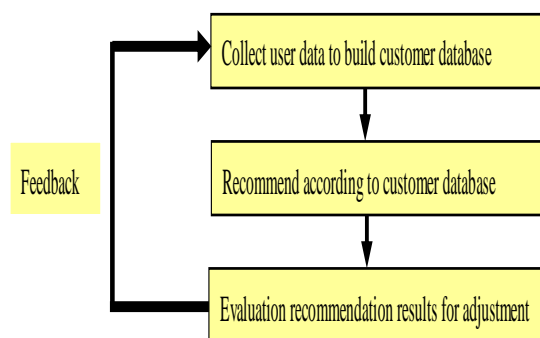 Collect user data to build customer database
Recommend according to customer database
Feedback
Evaluation recommendation results for adjustment